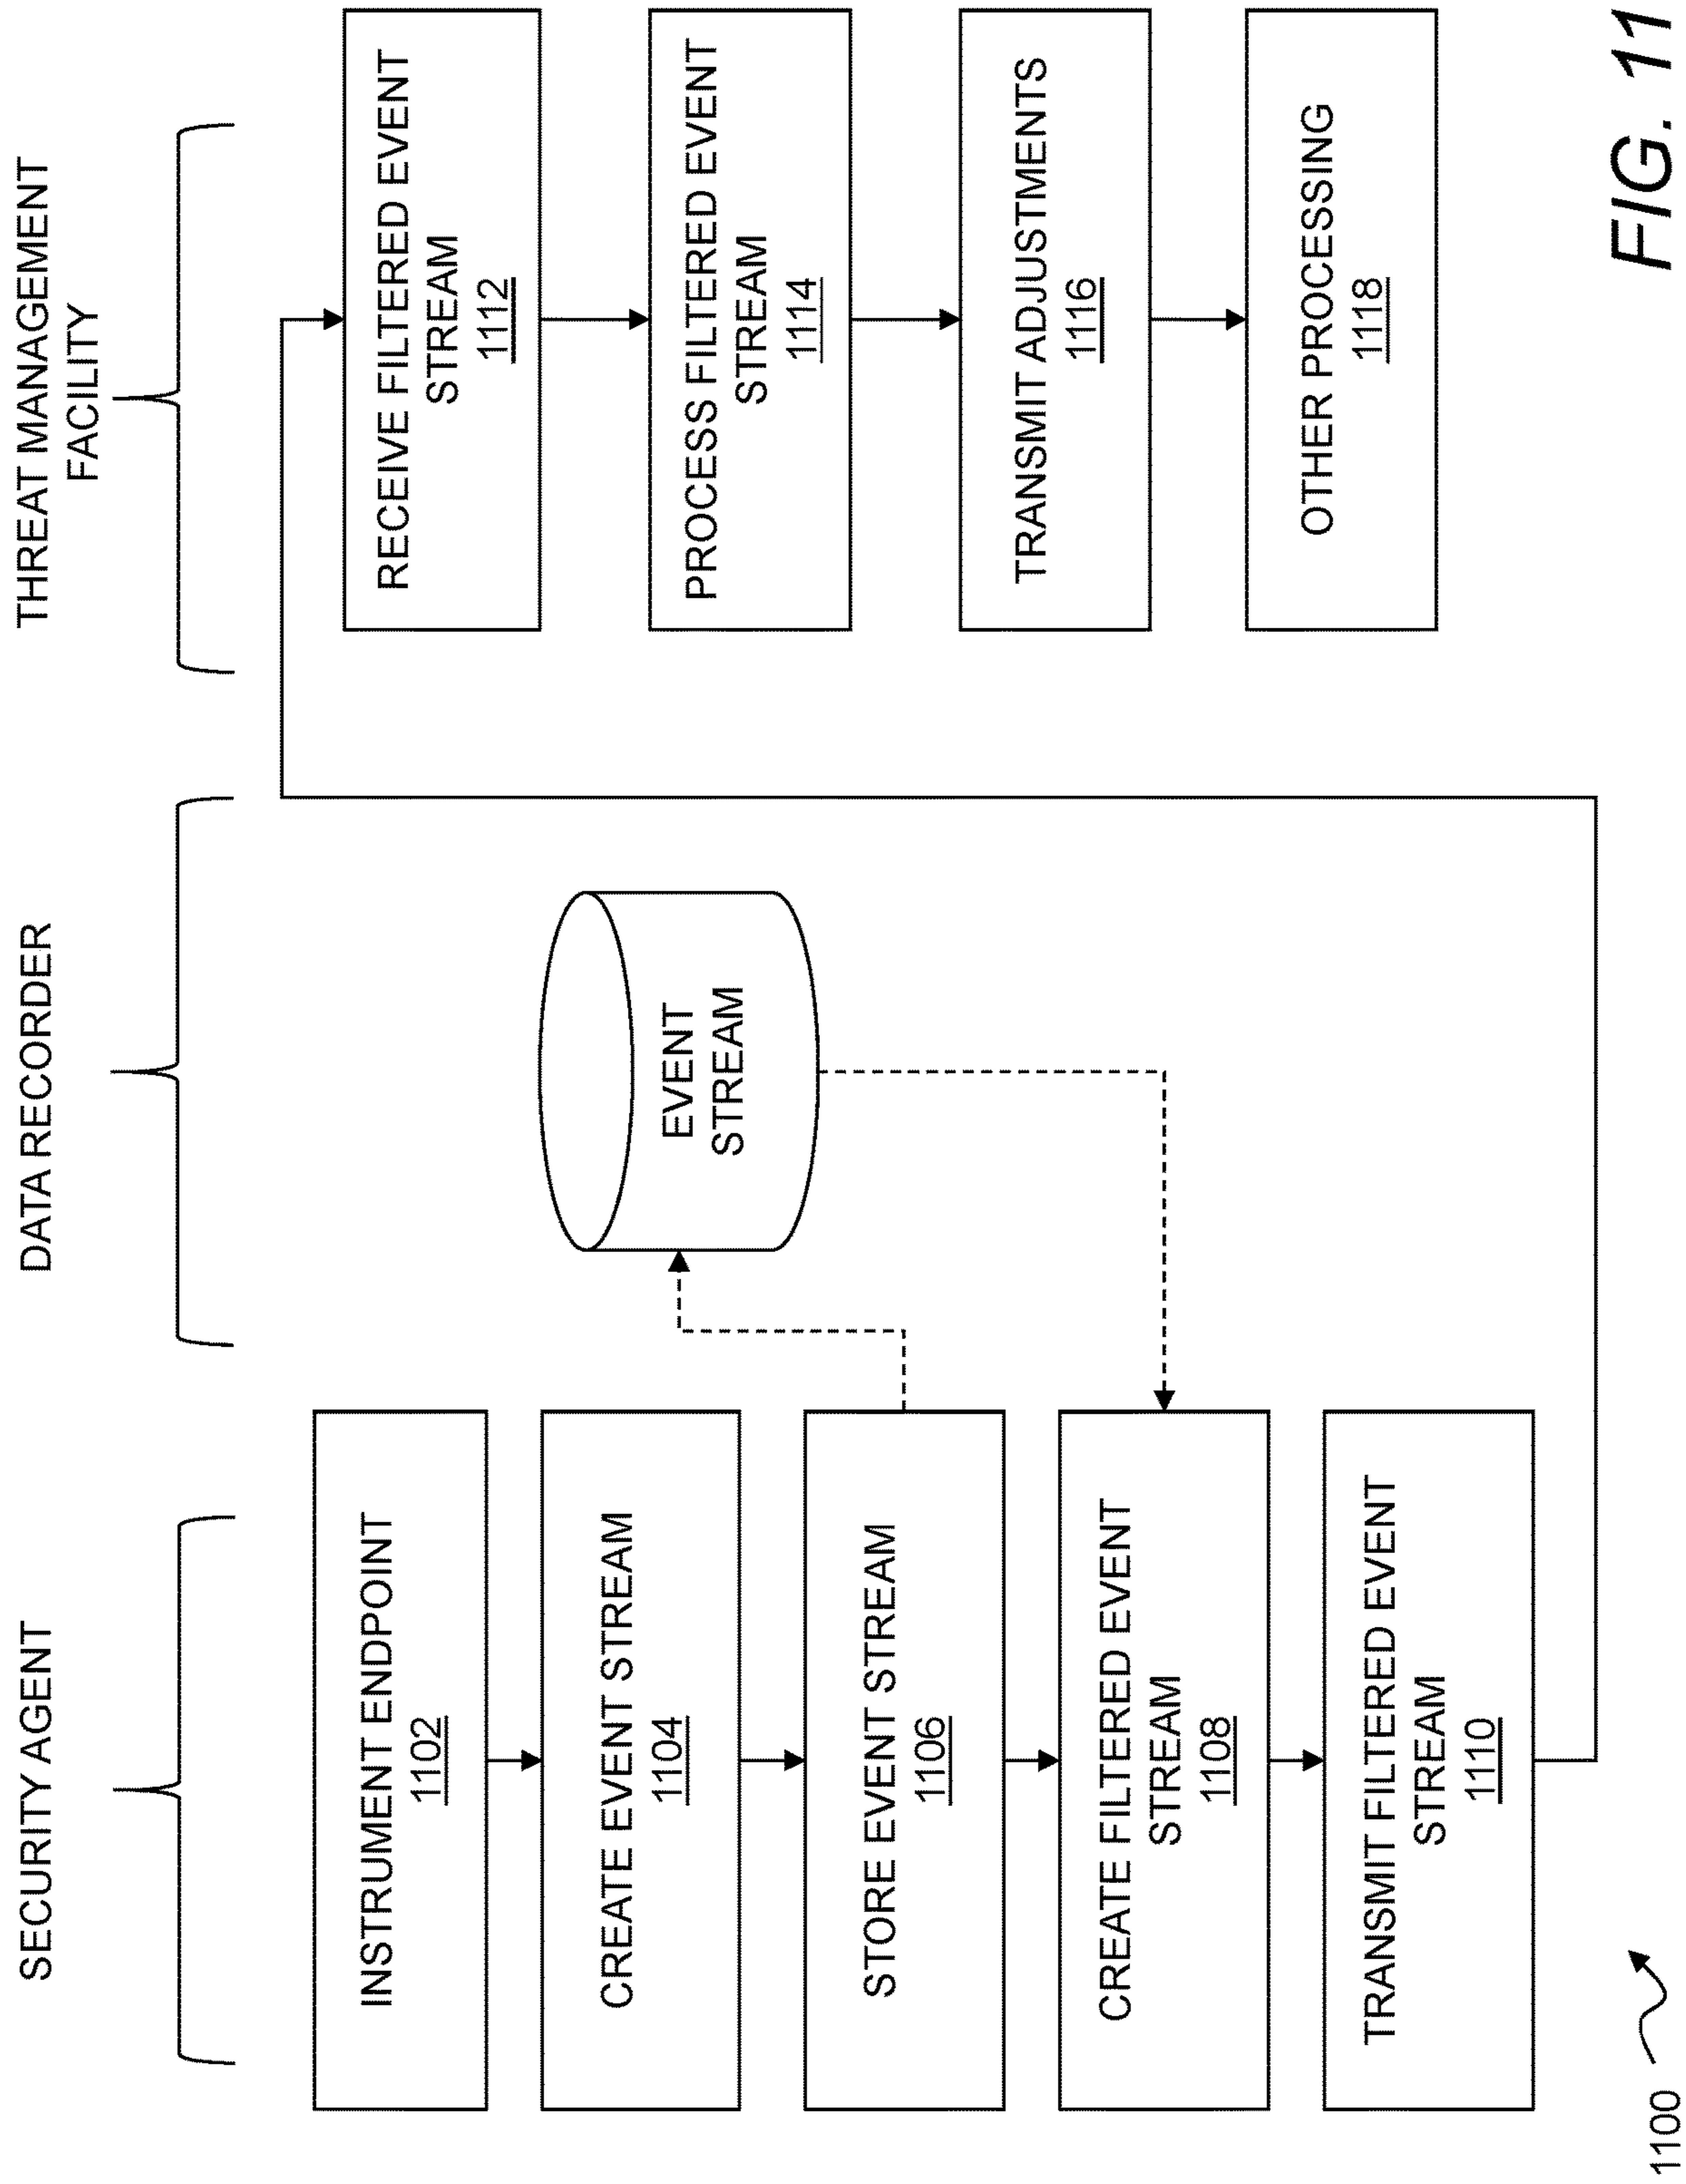 SECURITY AGENT
INSTRUMENT ENDPOINT
1102
CREATE EVENT STREAM
1104
STORE EVENT STREAM
1106
CREATE FILTERED EVENT
STREAM
1108
TRANSMIT FILTERED EVENT
STREAM
1110
DATA RECORDER
EVENT
STREAM
THREAT MANAGEMENT
FACILITY
RECEIVE FILTERED EVENT
STREAM
1112
PROCESS FILTERED EVENT
STREAM
1114
TRANSMIT ADJUSTMENTS
1116
OTHER PROCESSING
1118
1100
FIG. 11